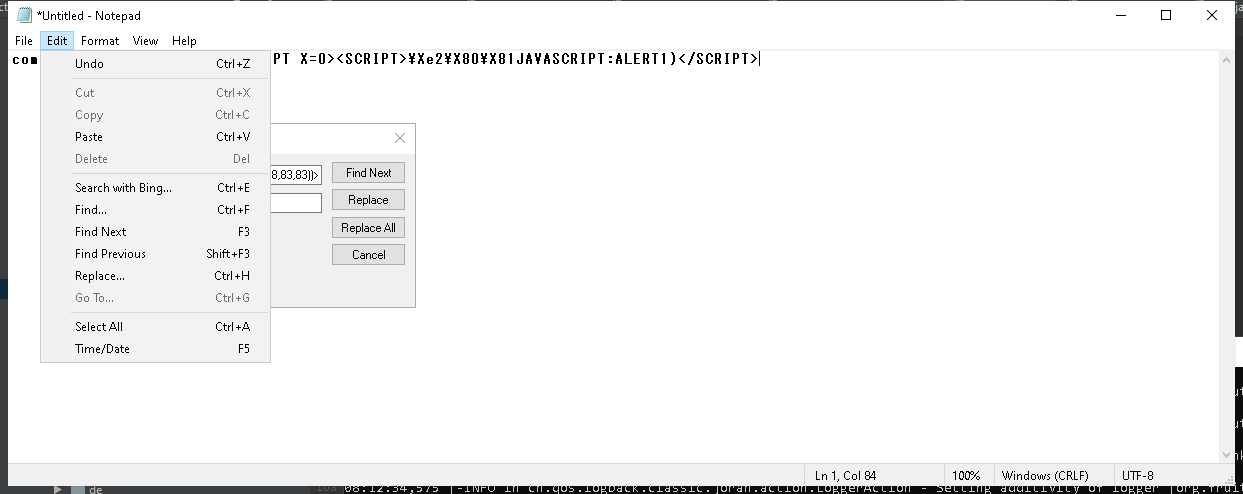 *Untitled - Notepad
File Edit Format View Help
com
PT X=0><SCRIPT>¥Xe2¥X80¥X81JAVASCRIPT:ALERT1)</SCRIPT>
Undo Ctrl+Z
Cut Ctrl+X
Copy Ctrl+C
Paste Ctrl+V
Delete Del
Search with Bing... Ctrl+E
Find... Ctrl+F
Find Next F3
Find Previous Shift+F3
Replace... Ctrl+H
Go To... Ctrl+G
Select All Ctrl+A
Time/Date F5
8,83,83))>
Find Next
Replace
Replace All
Cancel
Ln 1, Col 84 100% Windows (CRLF) UTF-8
de
08:12:34,575 |-INFO in ch.qos.logback.classic.joran.action.LoggerAction - Setting additivity of logger [org.fruit